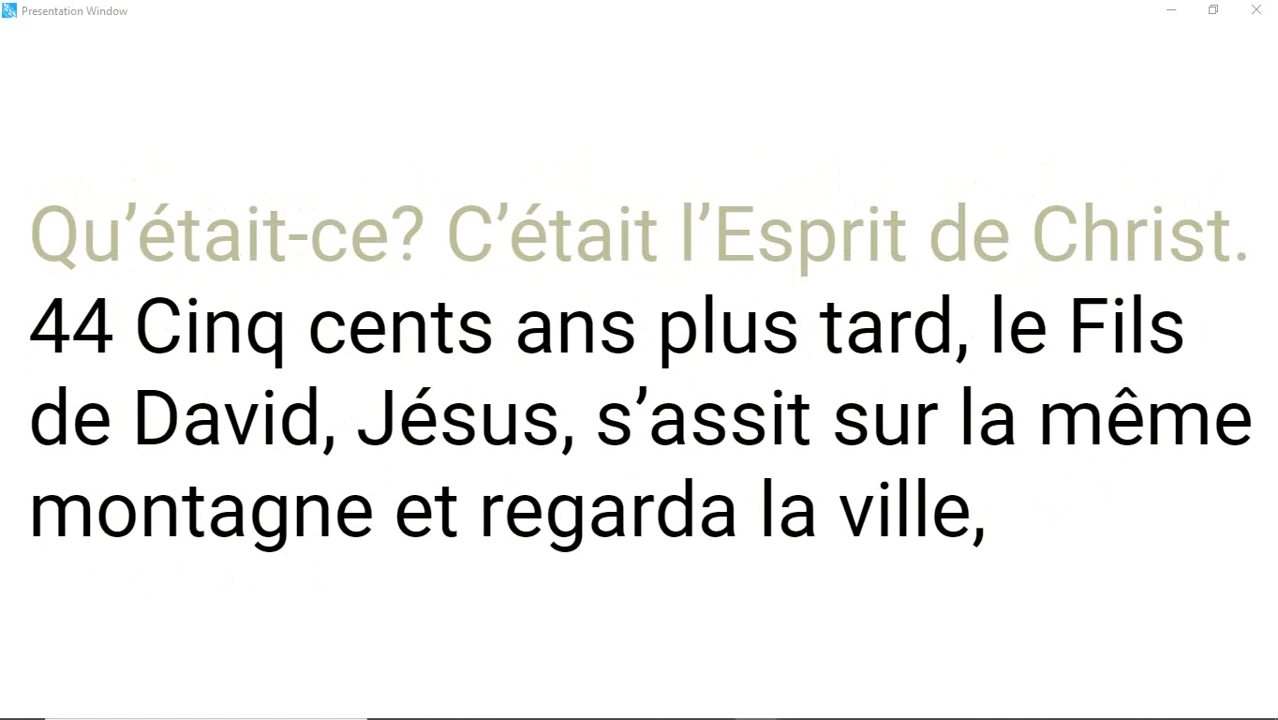 Presentation Window
Qu’était-ce? C’était l’Esprit de Christ.
44 Cinq cents ans plus tard, le Fils
de David, Jésus, s’assit sur la même
montagne et regarda la ville,